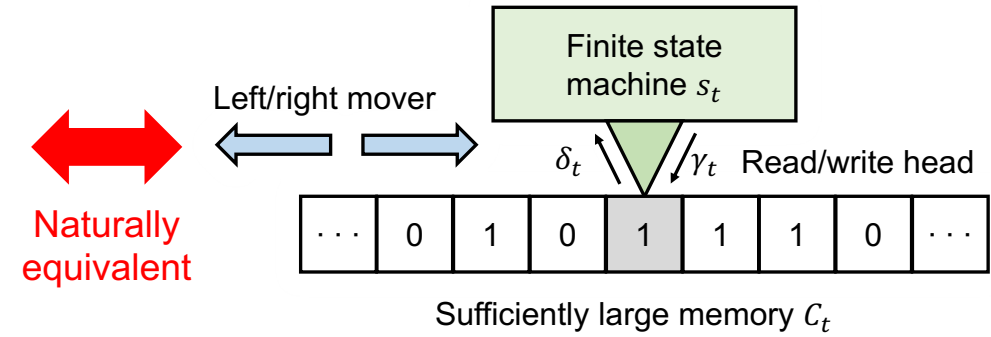 Finite state
machine s_t
Left/right mover
δ_t
γ_t
Read/write head
Naturally
equivalent
··· 0 1 0 1 1 1 0 ···
Sufficiently large memory C_t